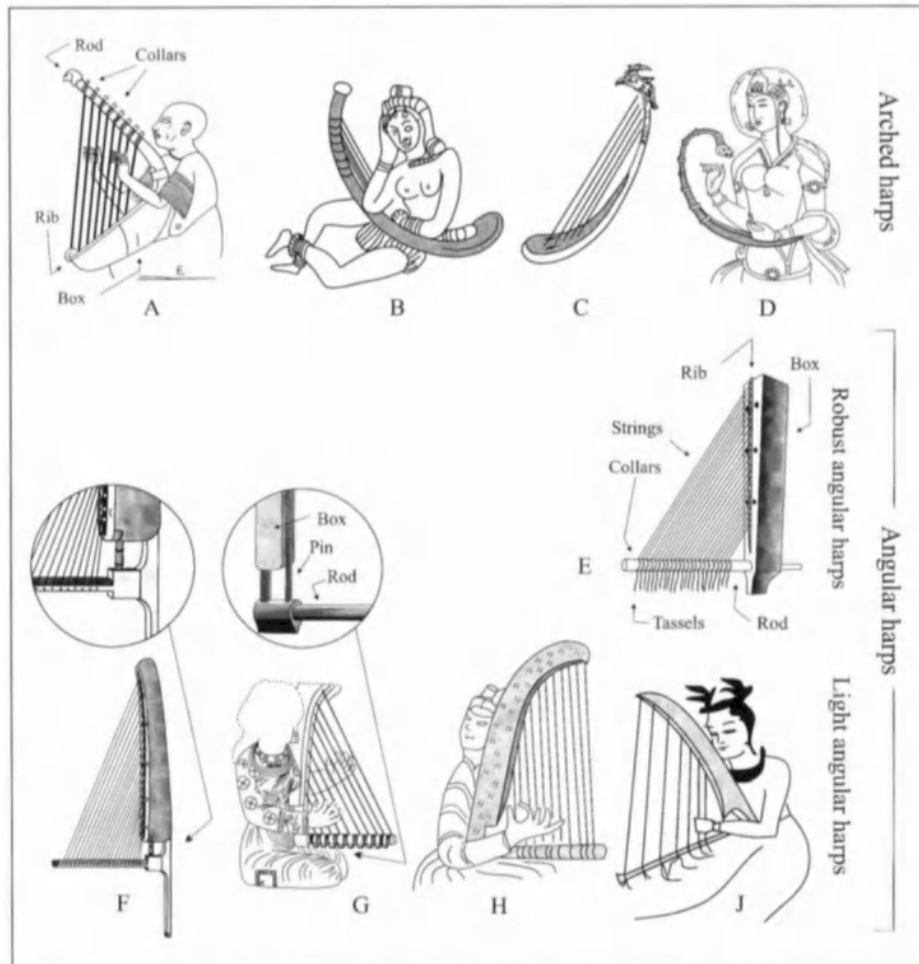 Rod
Collars
Rib
Box
A
B
C
D
Arched harps
Rib
Box
Strings
Collars
E
Tassels
Rod
Robust angular harps
Box
Pin
Rod
Angular harps
F
G
H
J
Light angular harps